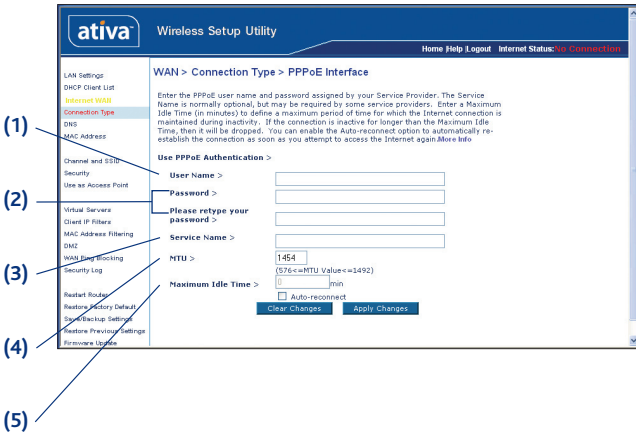 ativa
Wireless Setup Utility
Home |Help |Logout Internet Status:No Connection
LAN Settings
DHCP Client List
Internet WAN
Connection Type
DNS
MAC Address
Channel and SSID
Security
Use as Access Point
Virtual Servers
Client IP Filters
MAC Address Filtering
DMZ
WAN Ping Blocking
Security Log
Restart Router
Restore Factory Default
Save/Backup Settings
Restore Previous Settings
Firmware Update
WAN > Connection Type > PPPoE Interface
Enter the PPPoE user name and password assigned by your Service Provider. The Service
Name is normally optional, but may be required by some service providers. Enter a Maximum
Idle Time (in minutes) to define a maximum period of time for which the Internet connection is
maintained during inactivity. If the connection is inactive for longer than the Maximum Idle
Time, then it will be dropped. You can enable the Auto-reconnect option to automatically re-
establish the connection as soon as you attempt to access the Internet again.More Info
Use PPPoE Authentication >
(1)
User Name >
(2)
Password >
Please retype your
password >
(3)
Service Name >
(4)
MTU >
1454
(576<=MTU Value<=1492)
(5)
Maximum Idle Time >
0
min
Auto-reconnect
Clear Changes
Apply Changes